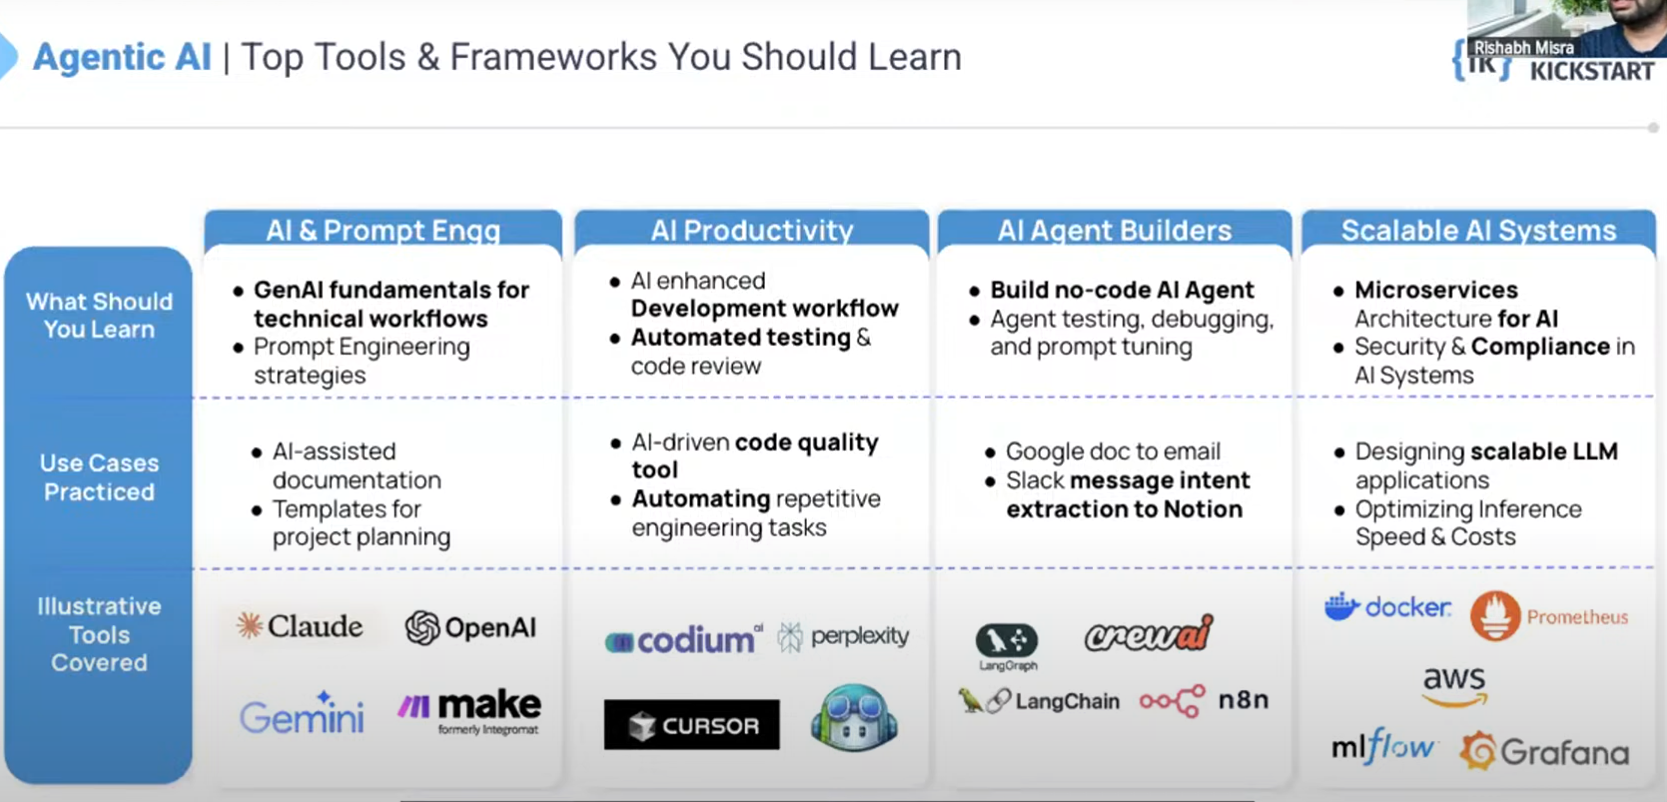 Agentic AI | Top Tools & Frameworks You Should Learn
Rishabh Misra
{IK} KICKSTART
AI & Prompt Engg
AI Productivity
AI Agent Builders
Scalable AI Systems
What Should
You Learn
● GenAI fundamentals for
technical workflows
● Prompt Engineering
strategies
● AI enhanced
Development workflow
● Automated testing &
code review
● Build no-code AI Agent
● Agent testing, debugging,
and prompt tuning
● Microservices
Architecture for AI
● Security & Compliance in
AI Systems
Use Cases
Practiced
● AI-assisted
documentation
● Templates for
project planning
● AI-driven code quality
tool
● Automating repetitive
engineering tasks
● Google doc to email
● Slack message intent
extraction to Notion
● Designing scalable LLM
applications
● Optimizing Inference
Speed & Costs
Illustrative
Tools
Covered
Claude
OpenAI
Gemini
make
formerly Integromat
codium ai
perplexity
CURSOR
LangGraph
crewai
LangChain
n8n
docker
Prometheus
aws
mlflow
Grafana